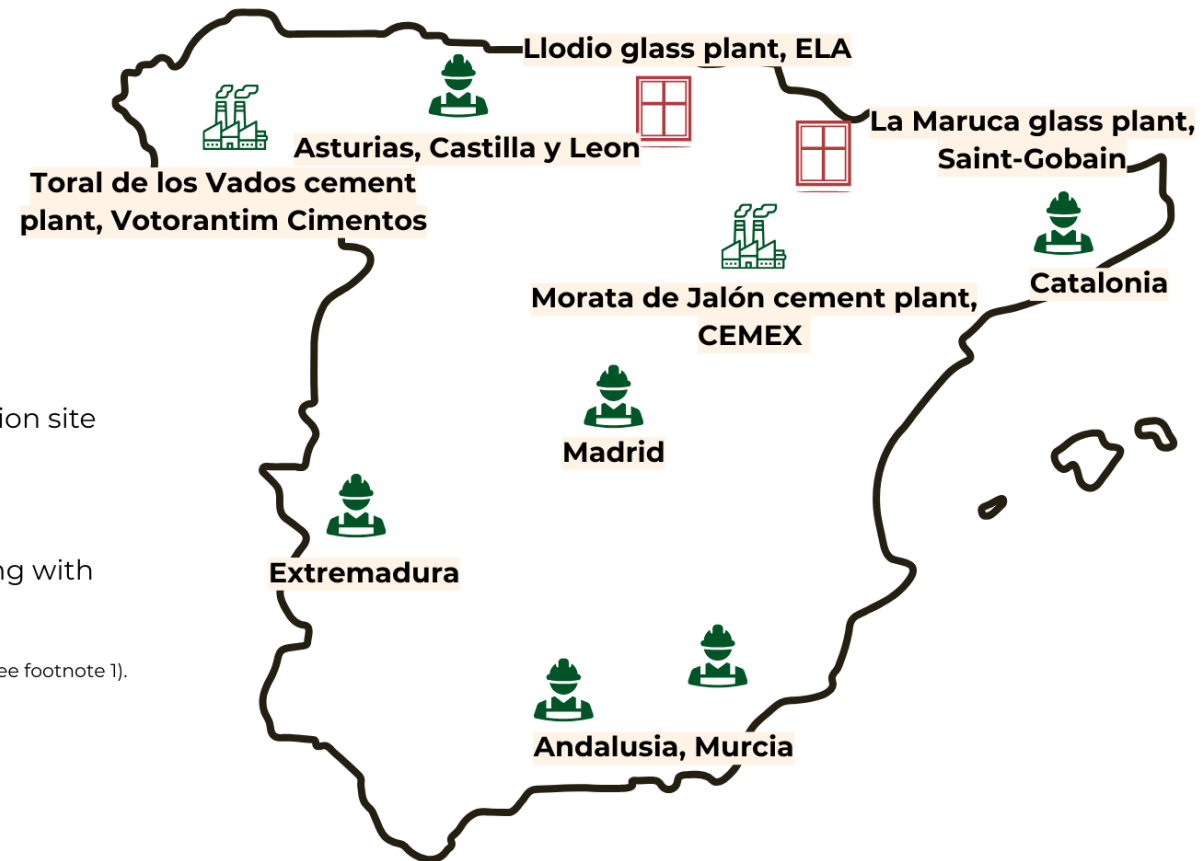 Llodio glass plant, ELA
La Maruca glass plant,
Saint-Gobain
Asturias, Castilla y Leon
Toral de los Vados cement
plant, Votorantim Cimentos
Catalonia
Morata de Jalón cement plant,
CEMEX
ion site
Madrid
ng with
Extremadura
ee footnote 1).
Andalusia, Murcia